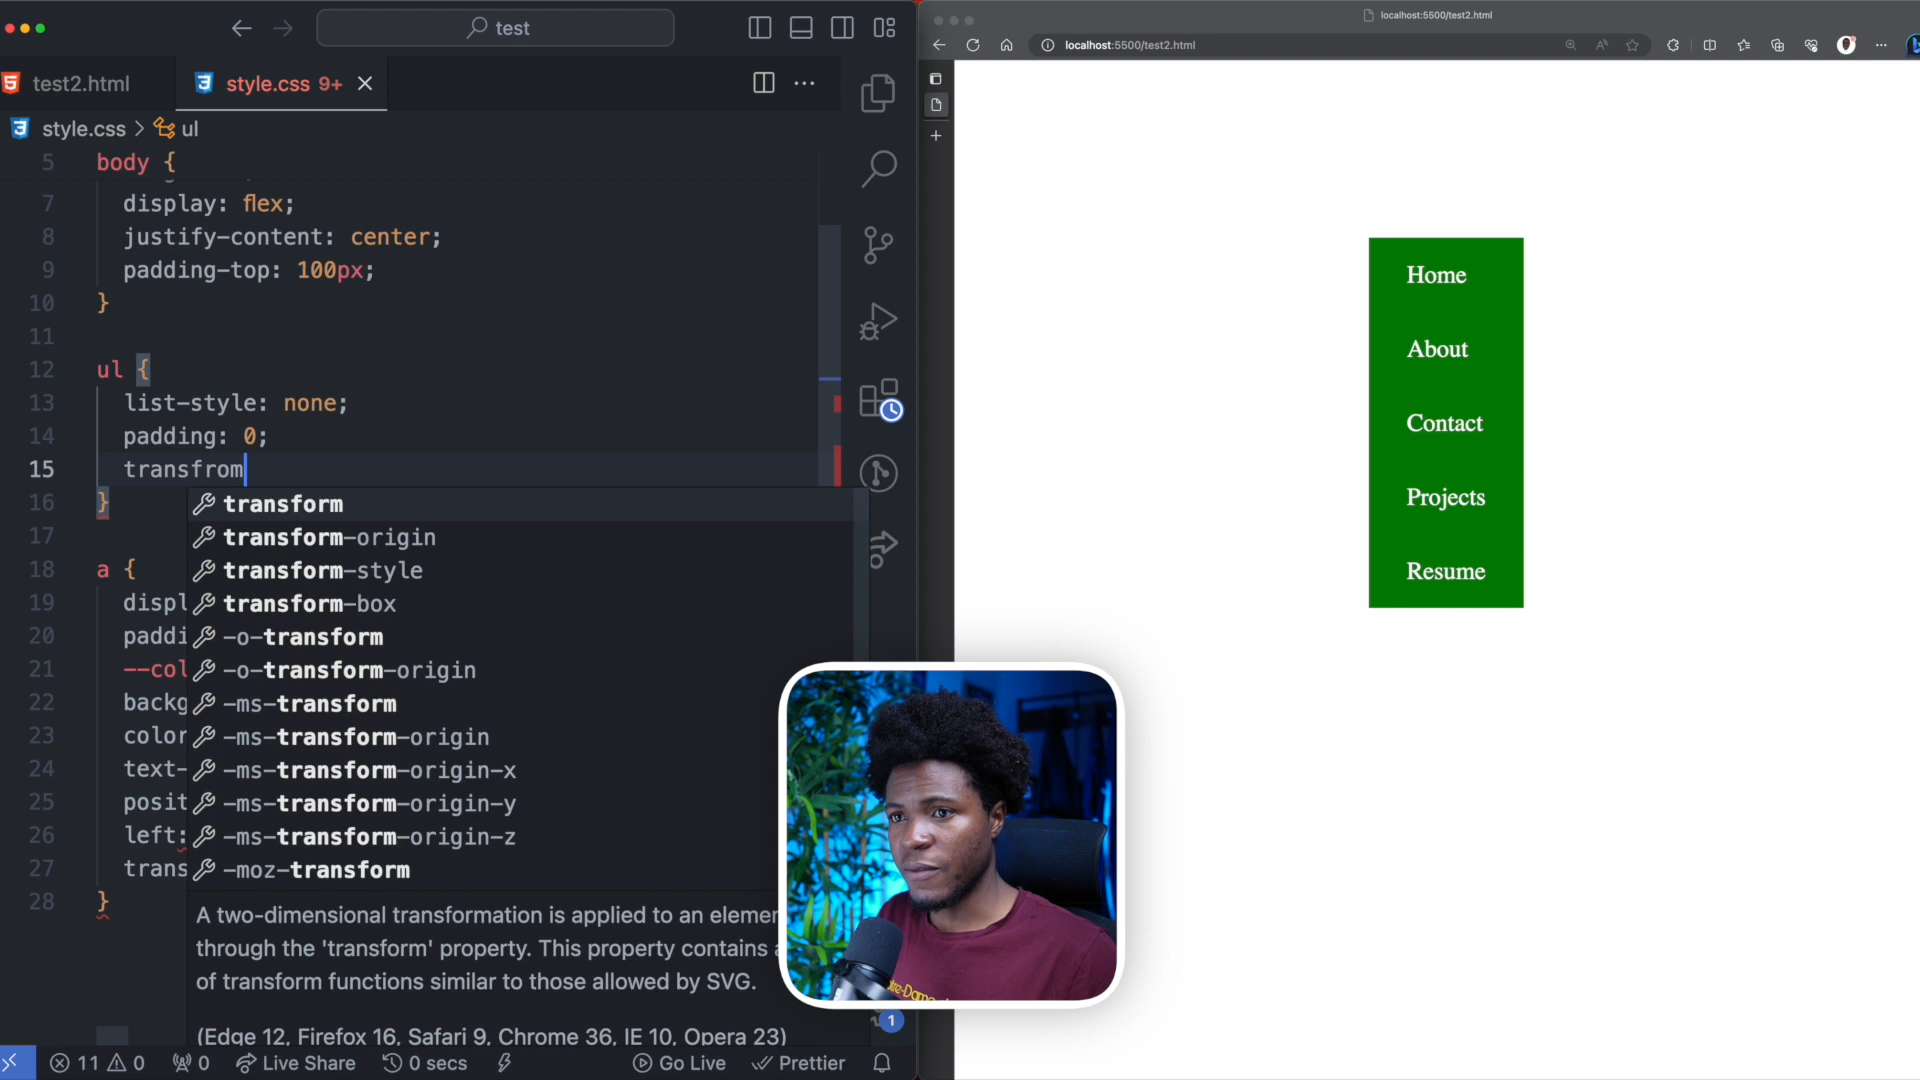 test
test2.html
style.css 9+
style.css > ul
5 body {
7 display: flex;
8 justify-content: center;
9 padding-top: 100px;
10 }
11
12 ul {
13 list-style: none;
14 padding: 0;
15 transfrom
16 }
17
18 a {
19 displ
20 paddi
21 --col
22 backg
23 color
24 text-
25 posit
26 left:
27 trans
28 }
transform
transform-origin
transform-style
transform-box
-o-transform
-o-transform-origin
-ms-transform
-ms-transform-origin
-ms-transform-origin-x
-ms-transform-origin-y
-ms-transform-origin-z
-moz-transform
A two-dimensional transformation is applied to an elemen
through the 'transform' property. This property contains
of transform functions similar to those allowed by SVG.
(Edge 12, Firefox 16, Safari 9, Chrome 36, IE 10, Opera 23)
1
11 0 0 Live Share 0 secs Go Live Prettier
localhost:5500/test2.html
localhost:5500/test2.html
Home
About
Contact
Projects
Resume